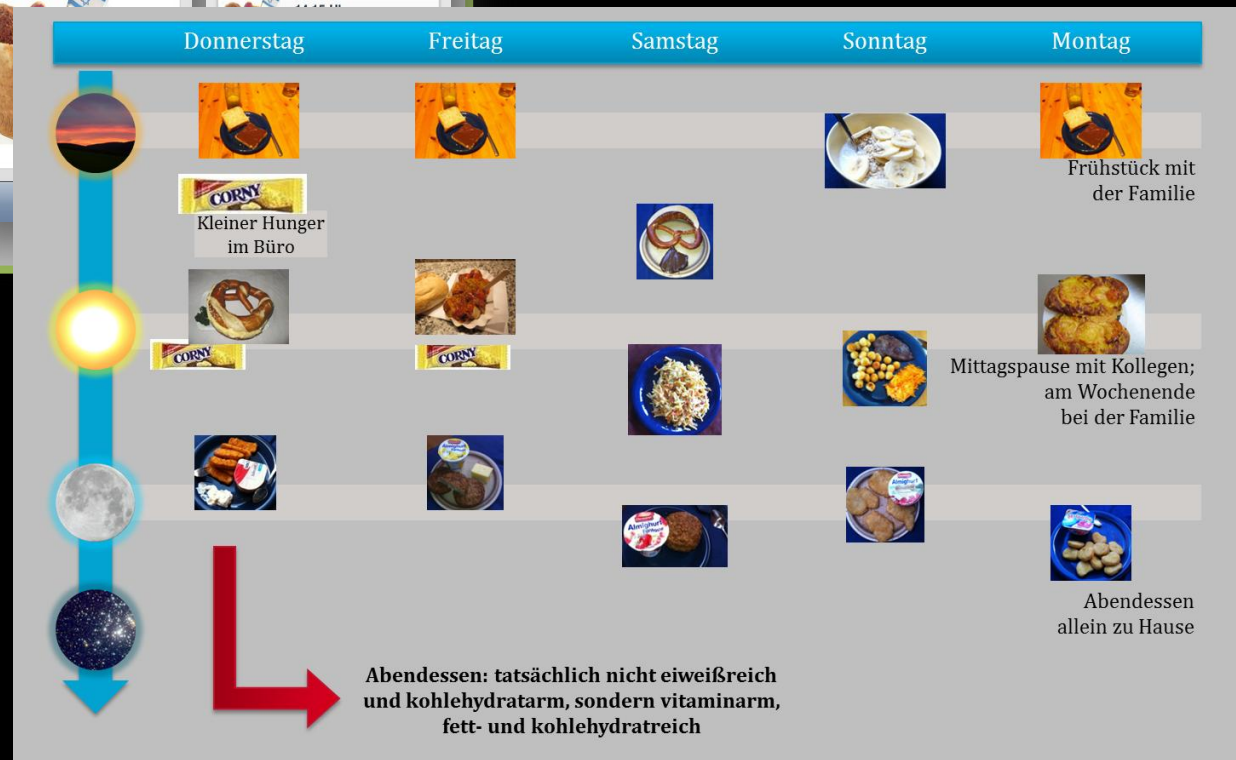 Donnerstag
Freitag
Samstag
Sonntag
Montag
CORNY
Kleiner Hunger
im Büro
Frühstück mit
der Familie
CORNY
CORNY
Mittagspause mit Kollegen;
am Wochenende
bei der Familie
Almighurt
Almighurt
Almighurt
Abendessen
allein zu Hause
Abendessen: tatsächlich nicht eiweißreich
und kohlehydratarm, sondern vitaminarm,
fett- und kohlehydratreich